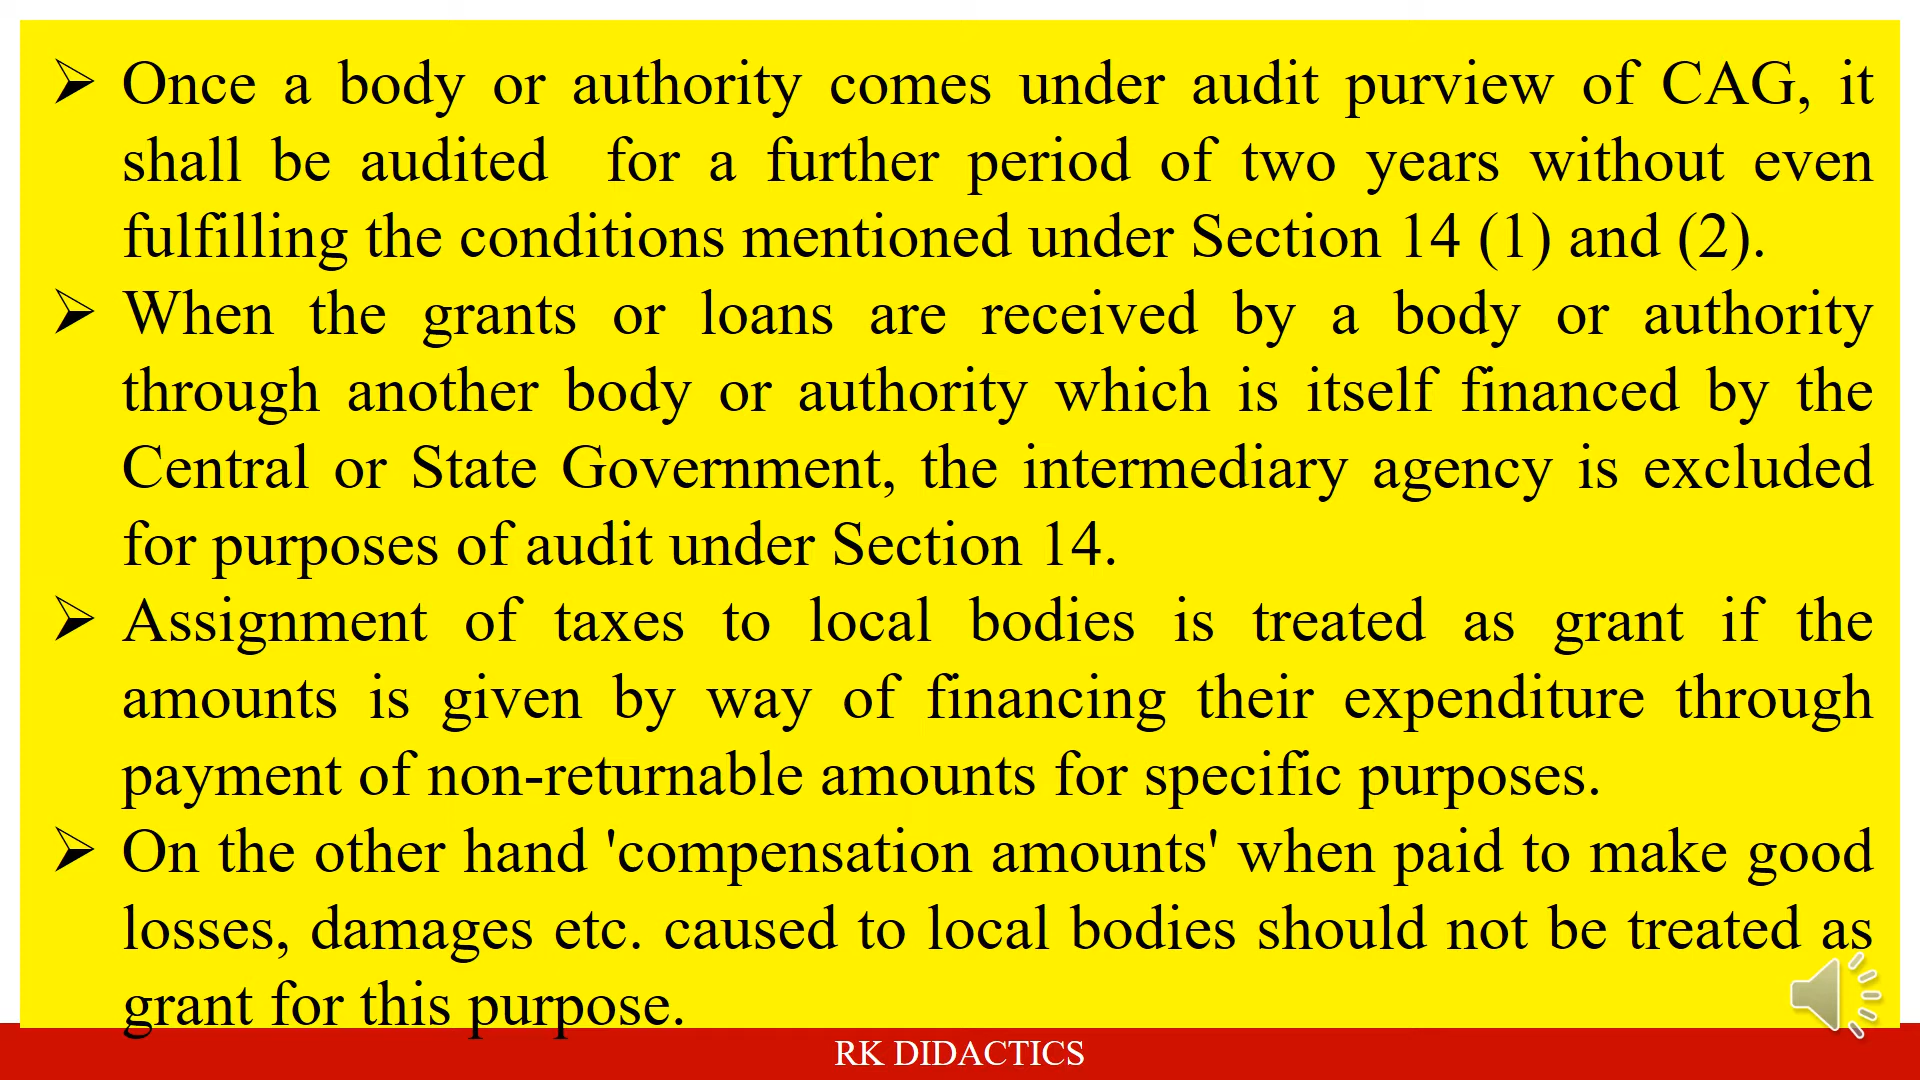 ➢ Once a body or authority comes under audit purview of CAG, it
shall be audited for a further period of two years without even
fulfilling the conditions mentioned under Section 14 (1) and (2).
➢ When the grants or loans are received by a body or authority
through another body or authority which is itself financed by the
Central or State Government, the intermediary agency is excluded
for purposes of audit under Section 14.
➢ Assignment of taxes to local bodies is treated as grant if the
amounts is given by way of financing their expenditure through
payment of non-returnable amounts for specific purposes.
➢ On the other hand 'compensation amounts' when paid to make good
losses, damages etc. caused to local bodies should not be treated as
grant for this purpose.
RK DIDACTICS